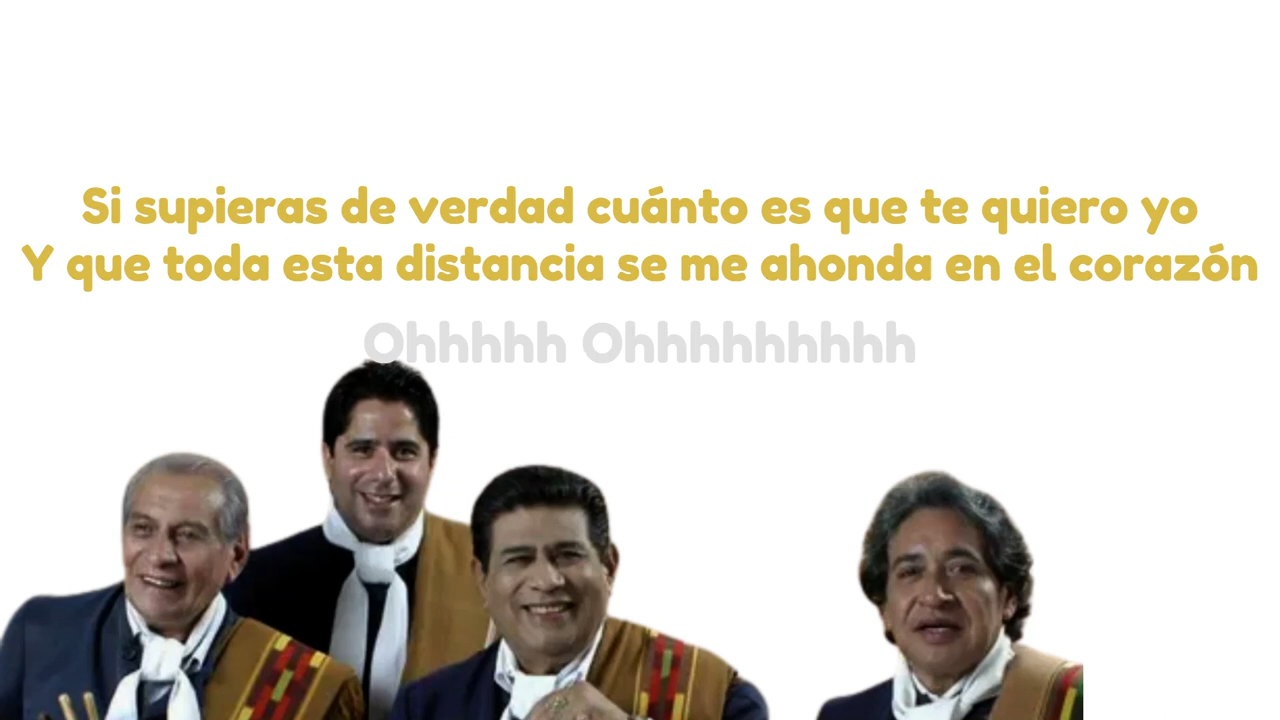 Si supieras de verdad cuánto es que te quiero yo
Y que toda esta distancia se me ahonda en el corazón
Ohhhhh Ohhhhhhhhhh